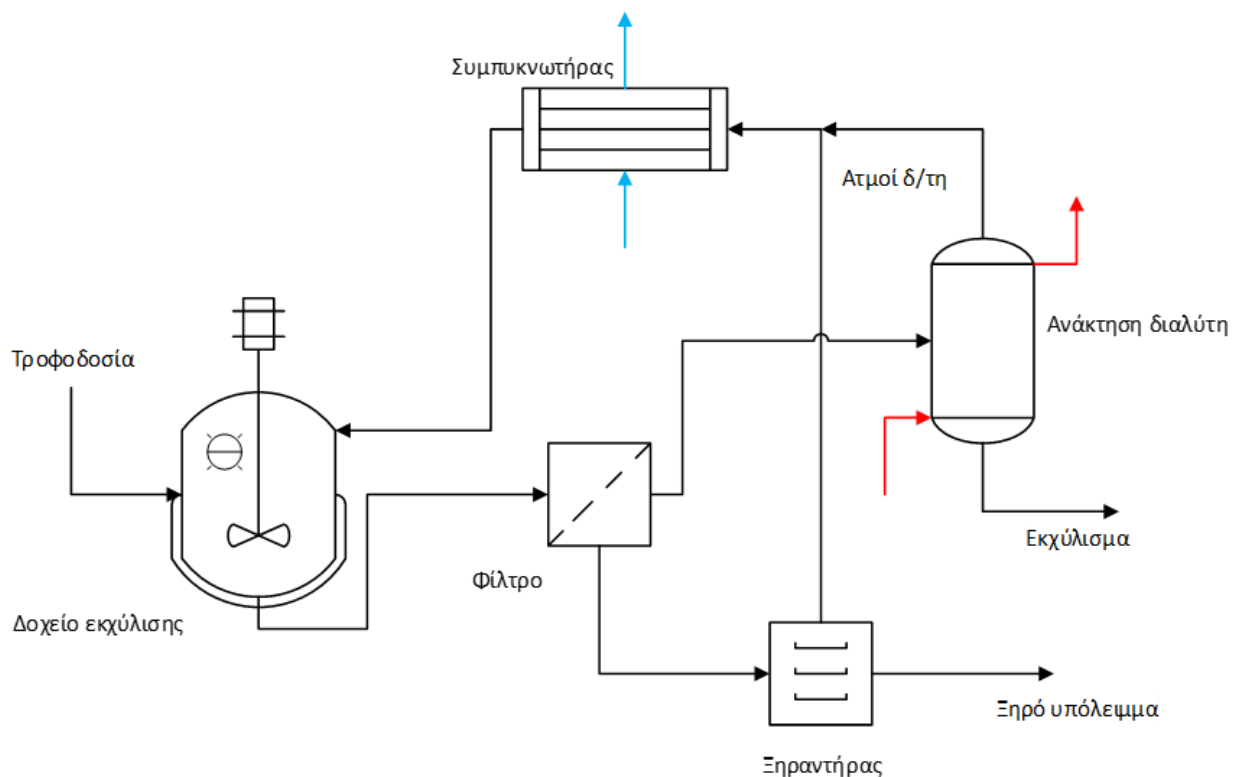 Συμπυκνωτήρας
Ατμοί δ/τη
Τροφοδοσία
Ανάκτηση διαλύτη
Εκχύλισμα
Φίλτρο
Δοχείο εκχύλισης
Ξηρό υπόλειμμα
Ξηραντήρας